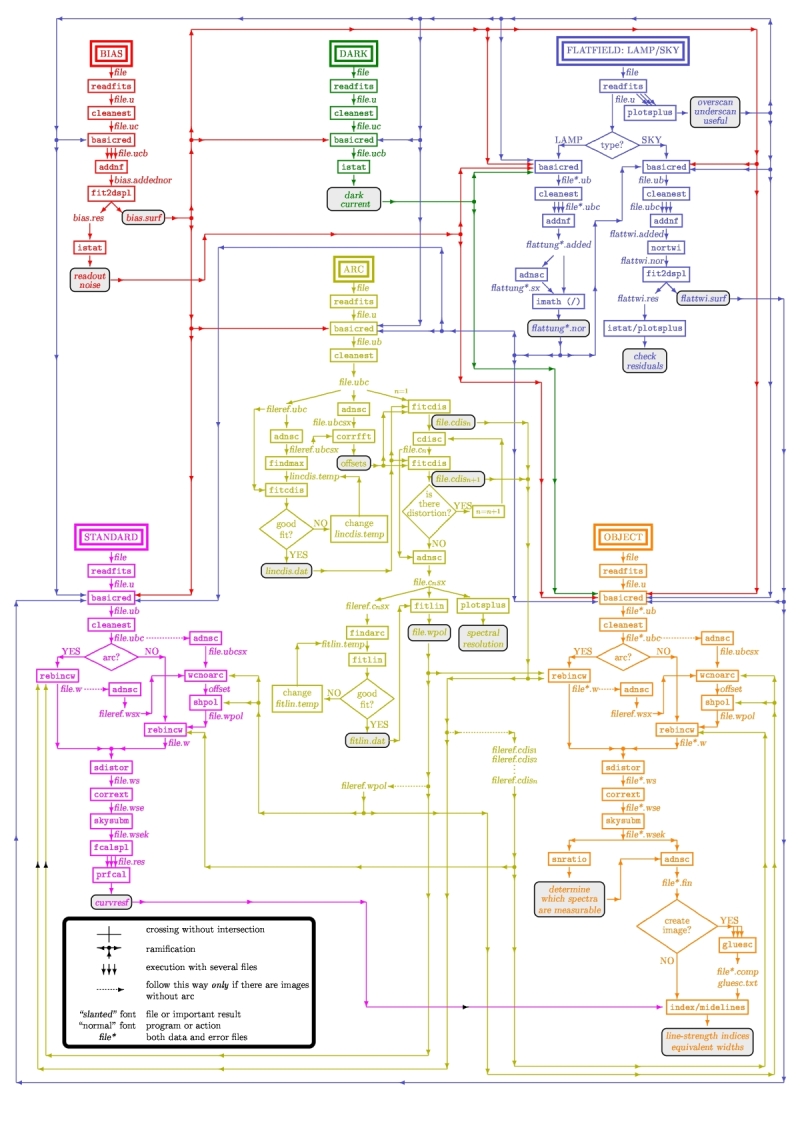 BIAS
file
readfits
file.u
cleanest
file.uc
basicred
file.ucb
addnf
bias.addednor
fit2dspl
bias.res
bias.surf
istat
readout
noise
DARK
file
readfits
file.u
cleanest
file.uc
basicred
file.ucb
istat
dark
current
FLATFIELD: LAMP/SKY
file
readfits
file.u
plotsplus
overscan
underscan
useful
LAMP
type?
SKY
basicred
file*.ub
cleanest
file*.ubc
addnf
flattung*.added
adnsc
flattung*.sx
imath (/)
flattung*.nor
basicred
file.ub
cleanest
file.ubc
addnf
flattwi.added
nortwi
flattwi.nor
fit2dspl
flattwi.res
flattwi.surf
istat/plotsplus
check
residuals
ARC
file
readfits
file.u
basicred
file.ub
cleanest
file.ubc
n=1
fileref.ubc
adnsc
fileref.ubcsx
findmax
lincdis.temp
fitcdis
good
fit?
NO
change
lincdis.temp
YES
lincdis.dat
adnsc
file.ubcsx
corrfft
offsets
fitcdis
file.cdisn
cdisc
file.cn
fitcdis
file.cdisn+1
is
there
distortion?
YES
n=n+1
NO
adnsc
file.cnsx
fileref.cnsx
fitlin
plotsplus
file.wpol
spectral
resolution
findarc
fitlin.temp
fitlin
change
fitlin.temp
NO
good
fit?
YES
fitlin.dat
fileref.wpol
fileref.cdis1
fileref.cdis2
fileref.cdisn
STANDARD
file
readfits
file.u
basicred
file.ub
cleanest
file.ubc
adnsc
file.ubcsx
YES
arc?
NO
rebincw
wcnoarc
file.w
adnsc
offset
fileref.wsx
shpol
file.wpol
rebincw
file.w
sdistor
file.ws
corrext
file.wse
skysubm
file.wsek
fcalspl
file.res
prfcal
curvresf
OBJECT
file
readfits
file.u
basicred
file*.ub
cleanest
file*.ubc
adnsc
file.ubcsx
YES
arc?
NO
rebincw
wcnoarc
file*.w
adnsc
offset
fileref.wsx
shpol
file.wpol
rebincw
file*.w
sdistor
file*.ws
corrext
file*.wse
skysubm
file*.wsek
snratio
adnsc
determine
which spectra
are measurable
file*.fin
create
image?
YES
gluesc
NO
file*.comp
gluesc.txt
index/midelines
line-strength indices
equivalent widths
crossing without intersection
ramification
execution with several files
follow this way only if there are images
without arc
"slanted" font file or important result
"normal" font program or action
file* both data and error files